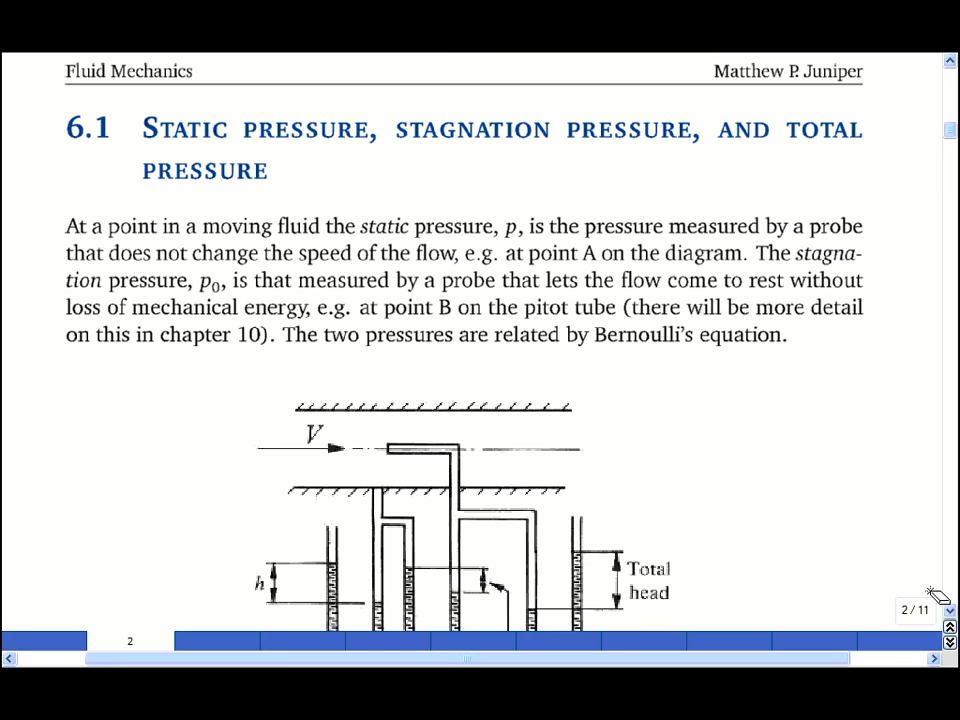 Fluid Mechanics
Matthew P. Juniper
6.1 STATIC PRESSURE, STAGNATION PRESSURE, AND TOTAL
PRESSURE
At a point in a moving fluid the static pressure, p, is the pressure measured by a probe
that does not change the speed of the flow, e.g. at point A on the diagram. The stagna-
tion pressure, p₀, is that measured by a probe that lets the flow come to rest without
loss of mechanical energy, e.g. at point B on the pitot tube (there will be more detail
on this in chapter 10). The two pressures are related by Bernoulli's equation.
V
h
Total
head
2 / 11
2